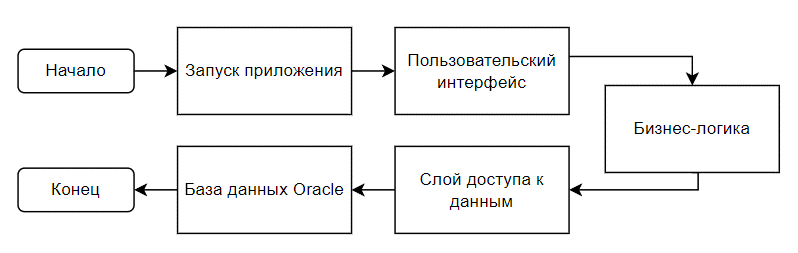 Начало
Запуск приложения
Пользовательский
интерфейс
Бизнес-логика
Слой доступа к
данным
База данных Oracle
Конец